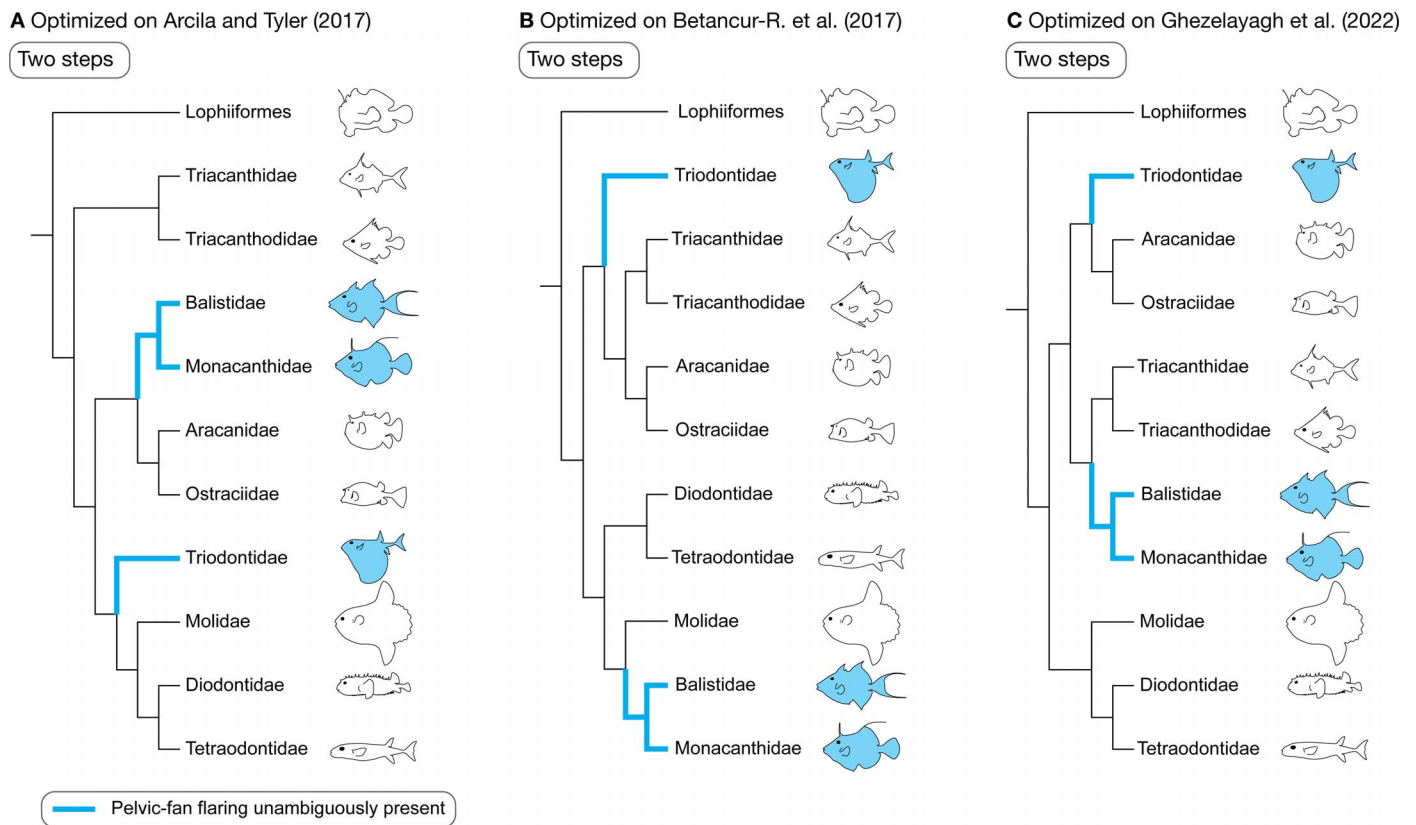 A Optimized on Arcila and Tyler (2017)
Two steps
Lophiiformes
Triacanthidae
Triacanthodidae
Balistidae
Monacanthidae
Aracanidae
Ostraciidae
Triodontidae
Molidae
Diodontidae
Tetraodontidae
Pelvic-fan flaring unambiguously present
B Optimized on Betancur-R. et al. (2017)
Two steps
Lophiiformes
Triodontidae
Triacanthidae
Triacanthodidae
Aracanidae
Ostraciidae
Diodontidae
Tetraodontidae
Molidae
Balistidae
Monacanthidae
C Optimized on Ghezelayagh et al. (2022)
Two steps
Lophiiformes
Triodontidae
Aracanidae
Ostraciidae
Triacanthidae
Triacanthodidae
Balistidae
Monacanthidae
Molidae
Diodontidae
Tetraodontidae